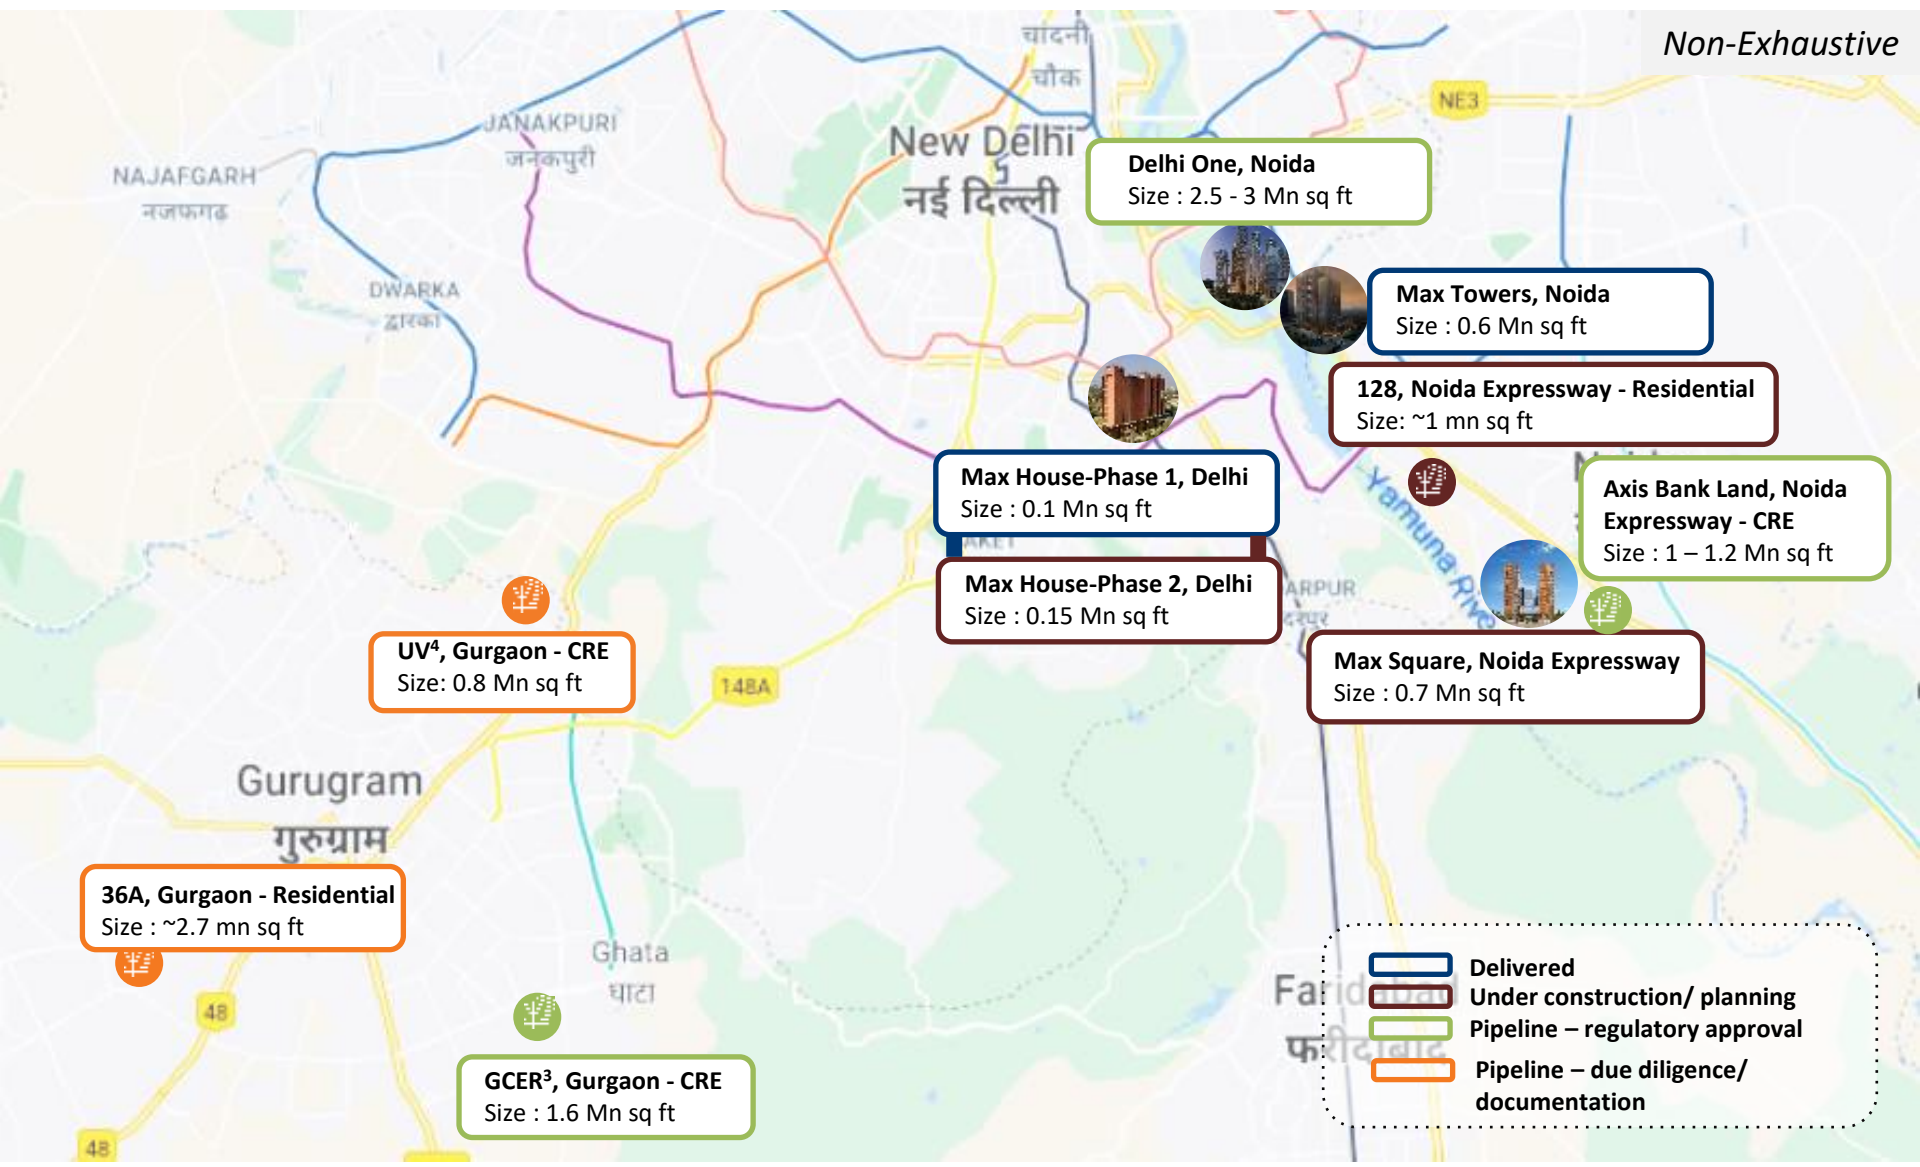 Non-Exhaustive
चांदनी
चौक
NE3
JANAKPURI
जनकपुरी
New Delhi
नई दिल्ली
NAJAFGARH
नजफगढ़
Delhi One, Noida
Size : 2.5 - 3 Mn sq ft
DWARKA
द्वारका
Max Towers, Noida
Size : 0.6 Mn sq ft
128, Noida Expressway - Residential
Size: ~1 mn sq ft
Max House-Phase 1, Delhi
Size : 0.1 Mn sq ft
AKET
Max House-Phase 2, Delhi
Size : 0.15 Mn sq ft
Yamuna Rive
Axis Bank Land, Noida
Expressway - CRE
Size : 1 – 1.2 Mn sq ft
ARPUR
दरपुर
UV⁴, Gurgaon - CRE
Size: 0.8 Mn sq ft
148A
Max Square, Noida Expressway
Size : 0.7 Mn sq ft
Gurugram
गुरुग्राम
36A, Gurgaon - Residential
Size : ~2.7 mn sq ft
Ghata
घाटा
48
GCER³, Gurgaon - CRE
Size : 1.6 Mn sq ft
48
Faridabad
फरीदाबाद
Delivered
Under construction/ planning
Pipeline – regulatory approval
Pipeline – due diligence/
documentation